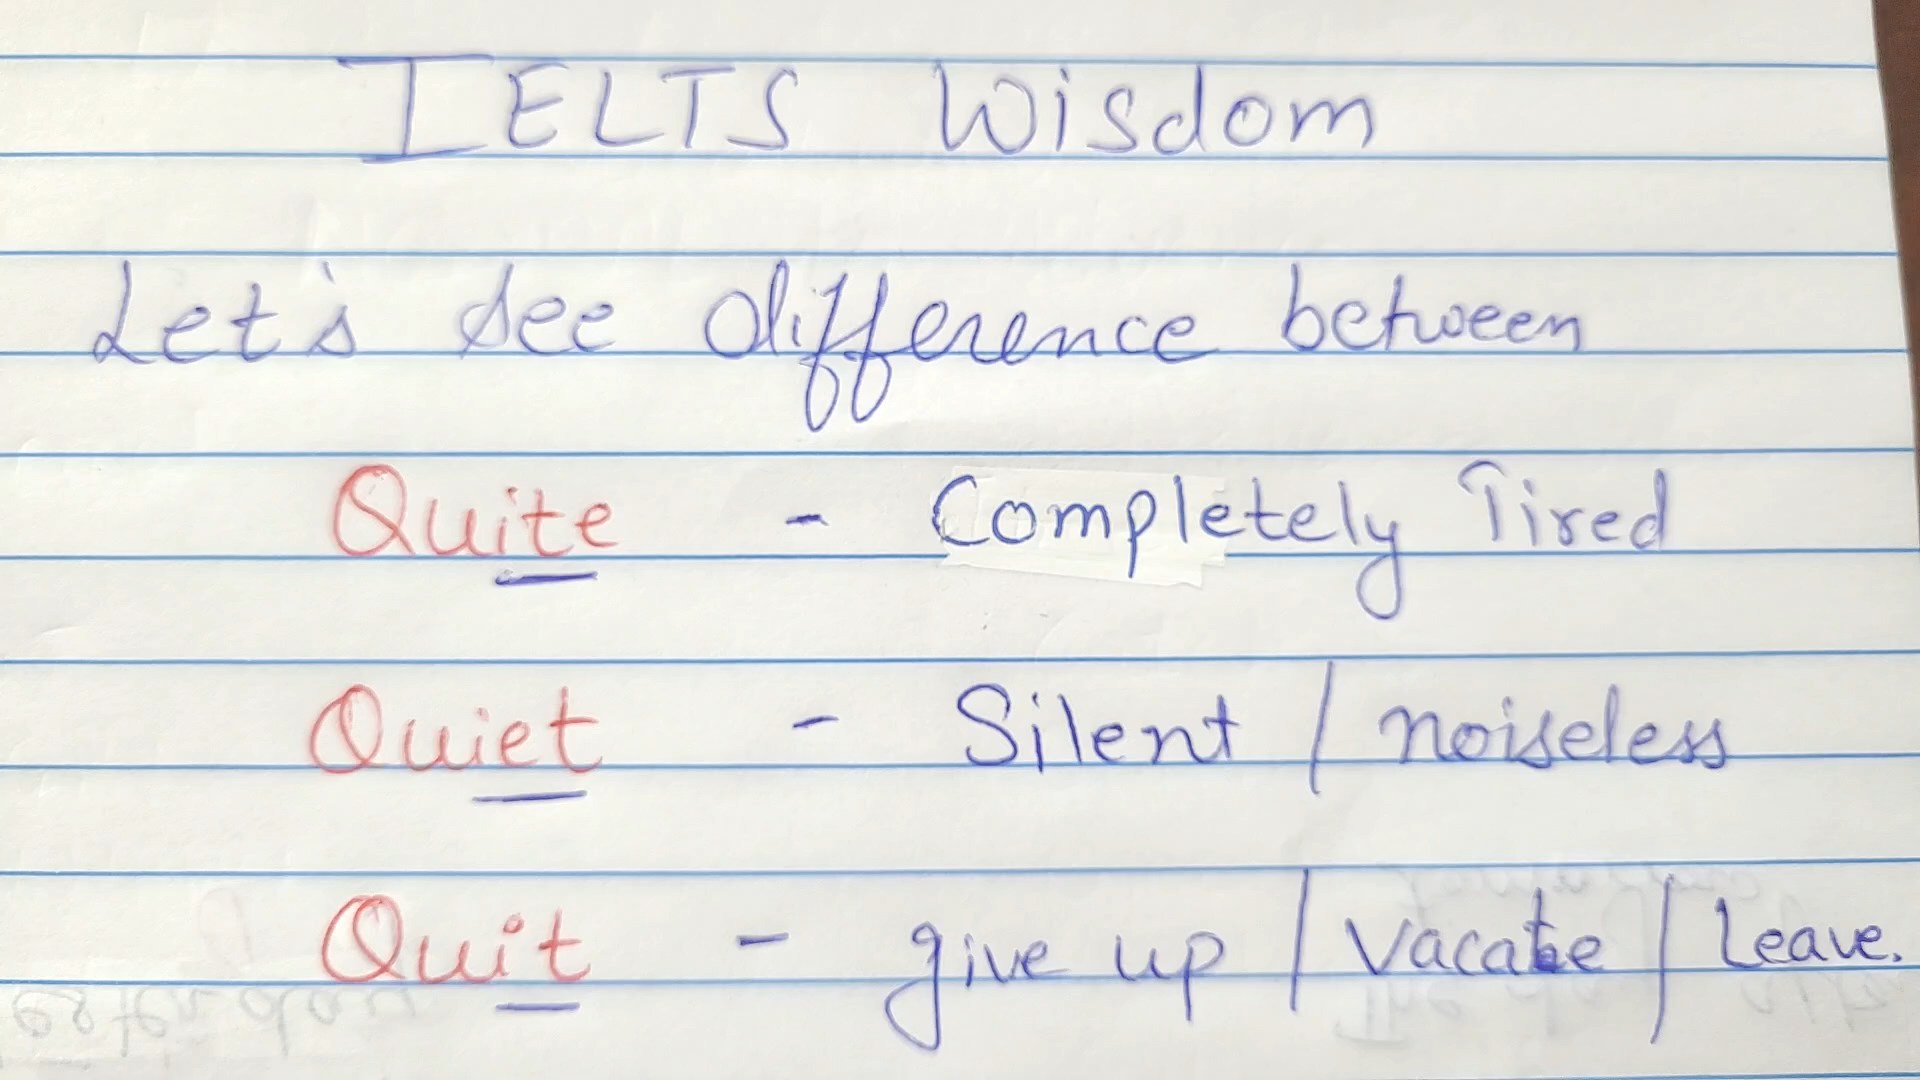 IELTS Wisdom
Let's see difference between
Quite - Completely Tired
Quiet - Silent / noiseless
Quit - give up / vacate / Leave.